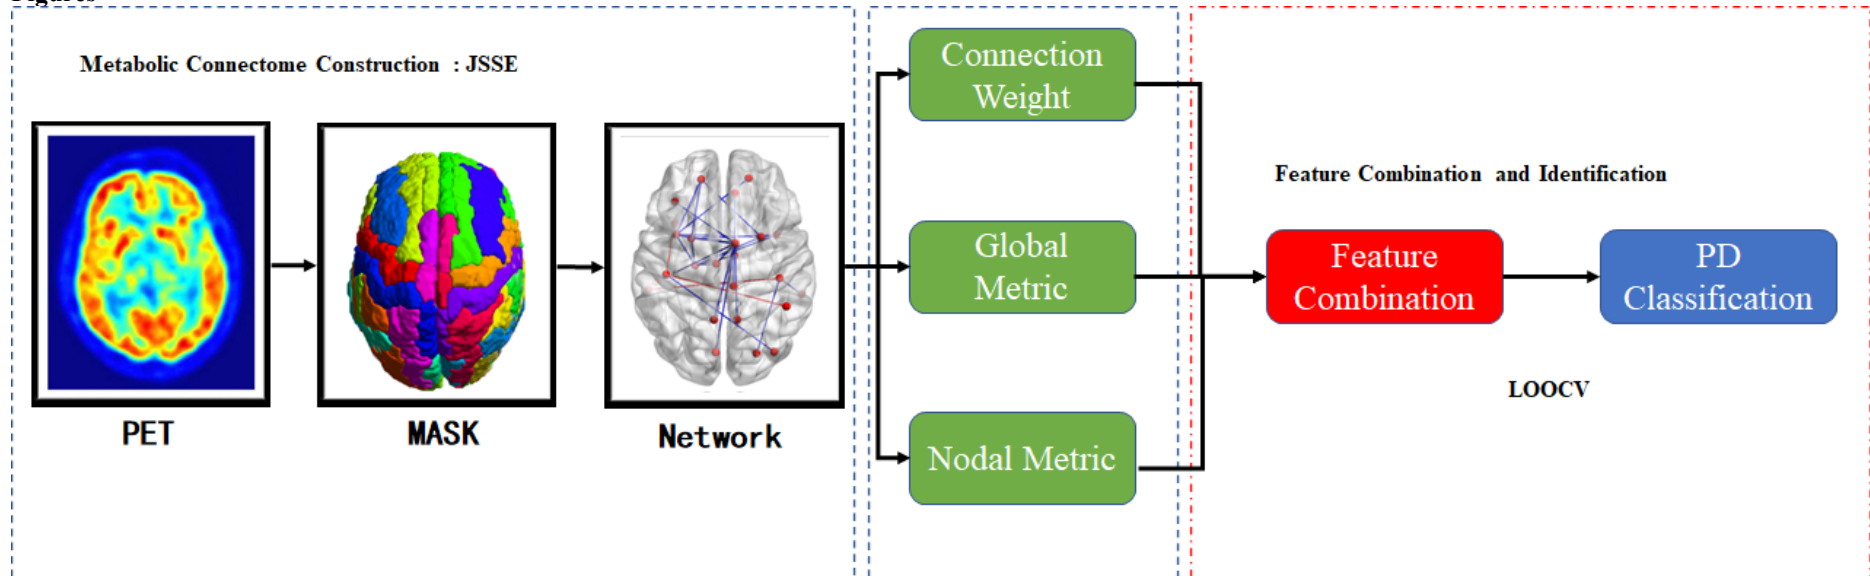 Figures
Metabolic Connectome Construction : JSSE
PET
MASK
Network
Connection
Weight
Global
Metric
Nodal Metric
Feature Combination and Identification
Feature
Combination
PD
Classification
LOOCV